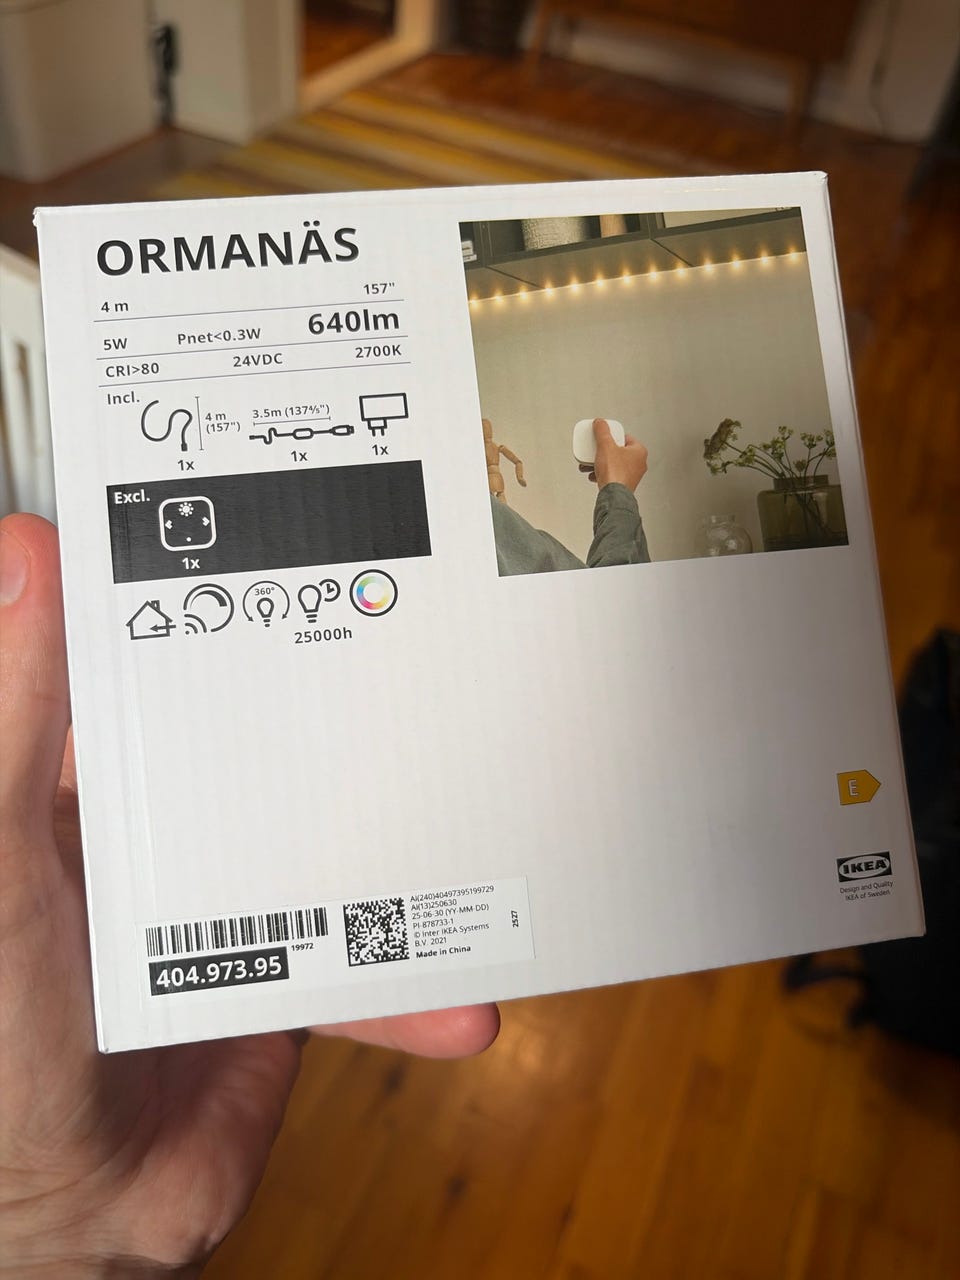 ORMANÄS
4 m 157"
5W Pnet<0.3W 640lm
CRI>80 24VDC 2700K
Incl.
4 m
(157")
3.5m (137⅘")
1x 1x 1x
Excl.
1x
360°
25000h
E
IKEA
Design and Quality
IKEA of Sweden
19972
404.973.95
AI(240)40497395199729
AI(13)250630
25-06-30 (YY-MM-DD)
PI-878733-1
© Inter IKEA Systems
B.V. 2021
Made in China
2527